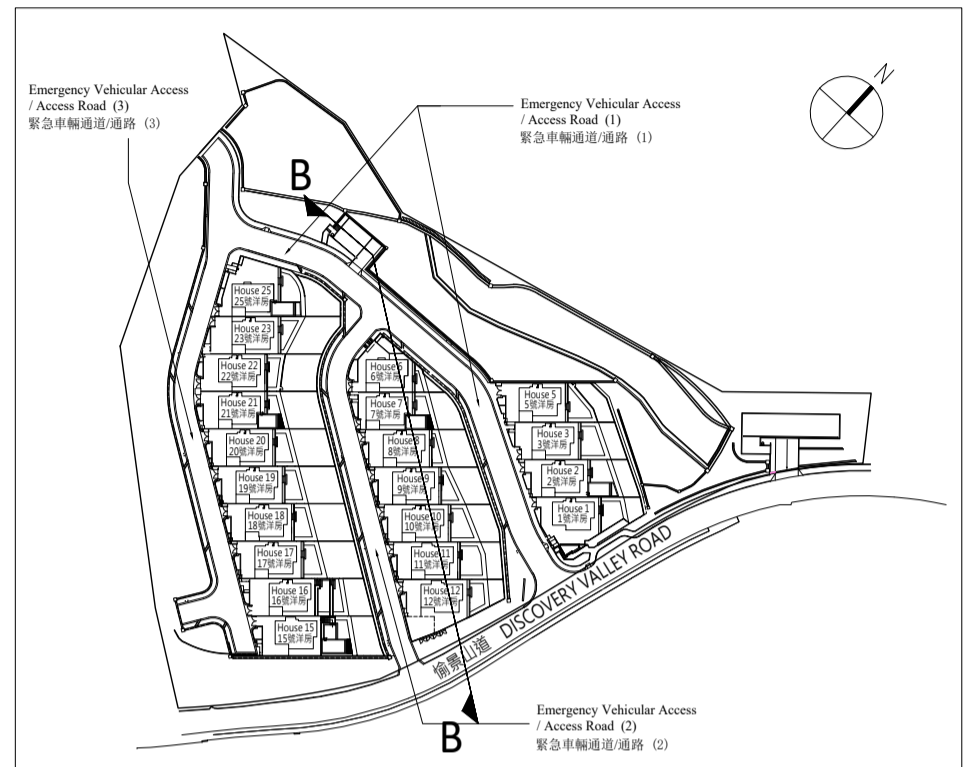 Emergency Vehicular Access
/ Access Road (3)
緊急車輛通道/通路 (3)
Emergency Vehicular Access
/ Access Road (1)
緊急車輛通道/通路 (1)
N
B
House 25
25號洋房
House 23
23號洋房
House 22
22號洋房
House 21
21號洋房
House 20
20號洋房
House 19
19號洋房
House 18
18號洋房
House 17
17號洋房
House 16
16號洋房
House 15
15號洋房
House 6
6號洋房
House 7
7號洋房
House 8
8號洋房
House 9
9號洋房
House 10
10號洋房
House 11
11號洋房
House 12
12號洋房
House 5
5號洋房
House 3
3號洋房
House 2
2號洋房
House 1
1號洋房
愉景山道 DISCOVERY VALLEY ROAD
B
Emergency Vehicular Access
/ Access Road (2)
緊急車輛通道/通路 (2)